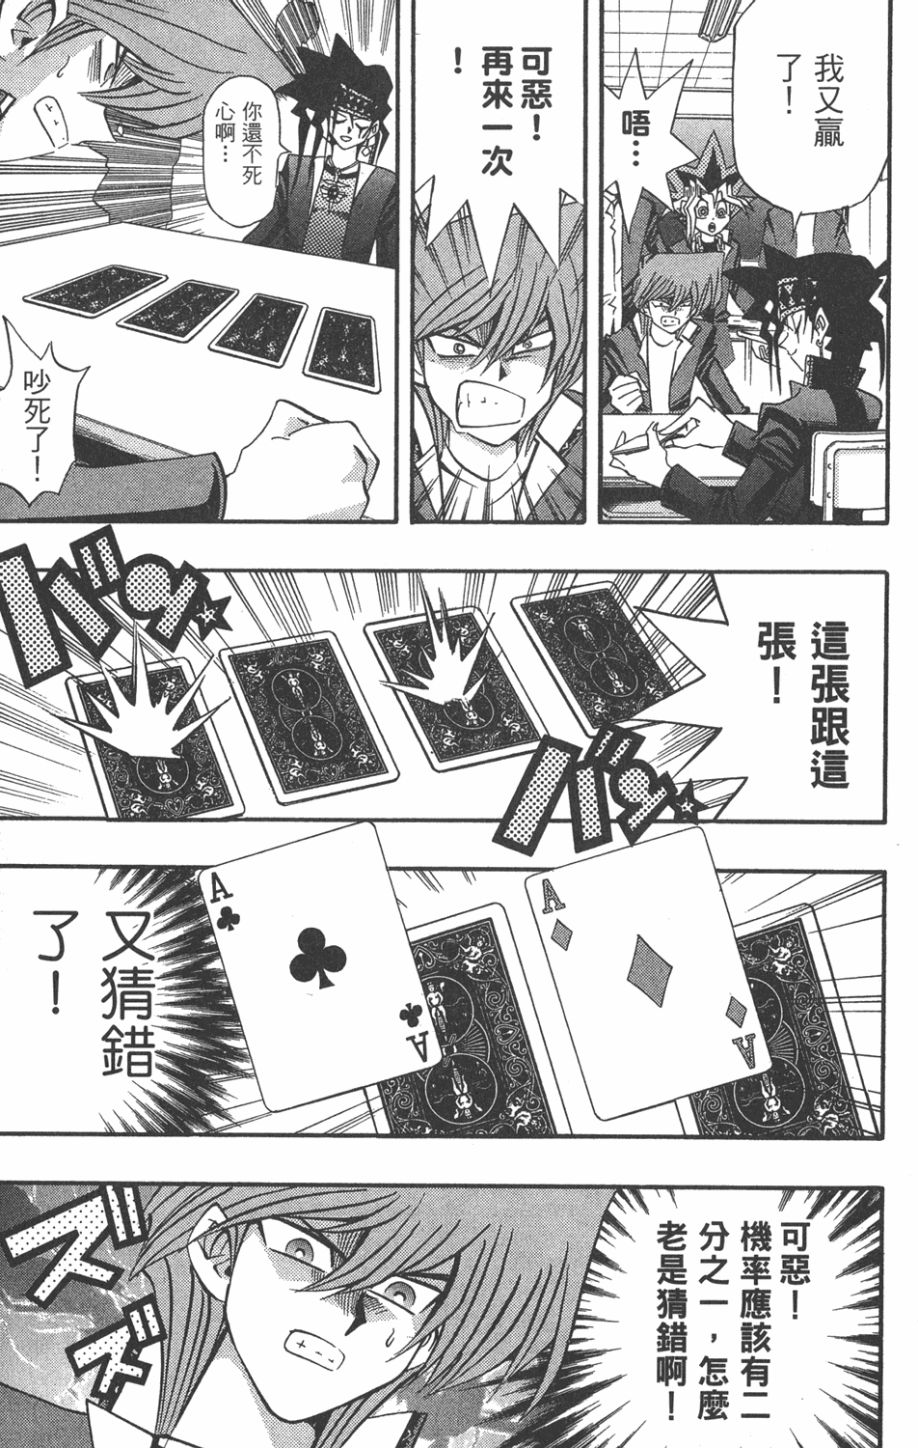 我又贏
了！
唔…
可惡！
再來一次
！
你還不死
心啊…
吵死了！
這張跟這
張！
バッ
バッ
A
A
A
A
又猜錯
了！
可惡！
機率應該有二
分之一，怎麼
老是猜錯啊！
ズ
ズ